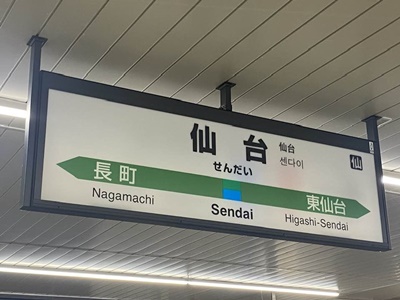 仙台
仙台
센다이
仙
せんだい
長町
東仙台
Nagamachi
Sendai
Higashi-Sendai